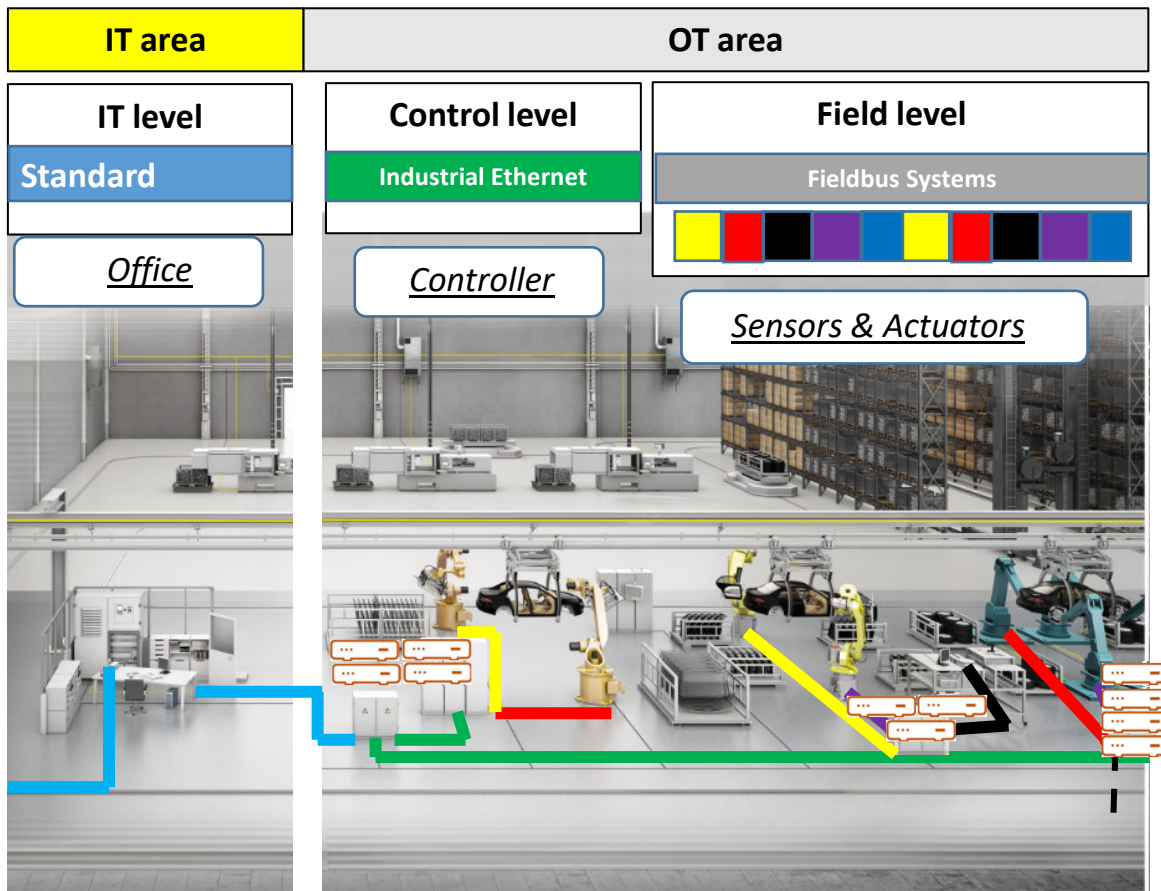 IT area
OT area
IT level
Control level
Field level
Standard
Industrial Ethernet
Fieldbus Systems
Office
Controller
Sensors & Actuators